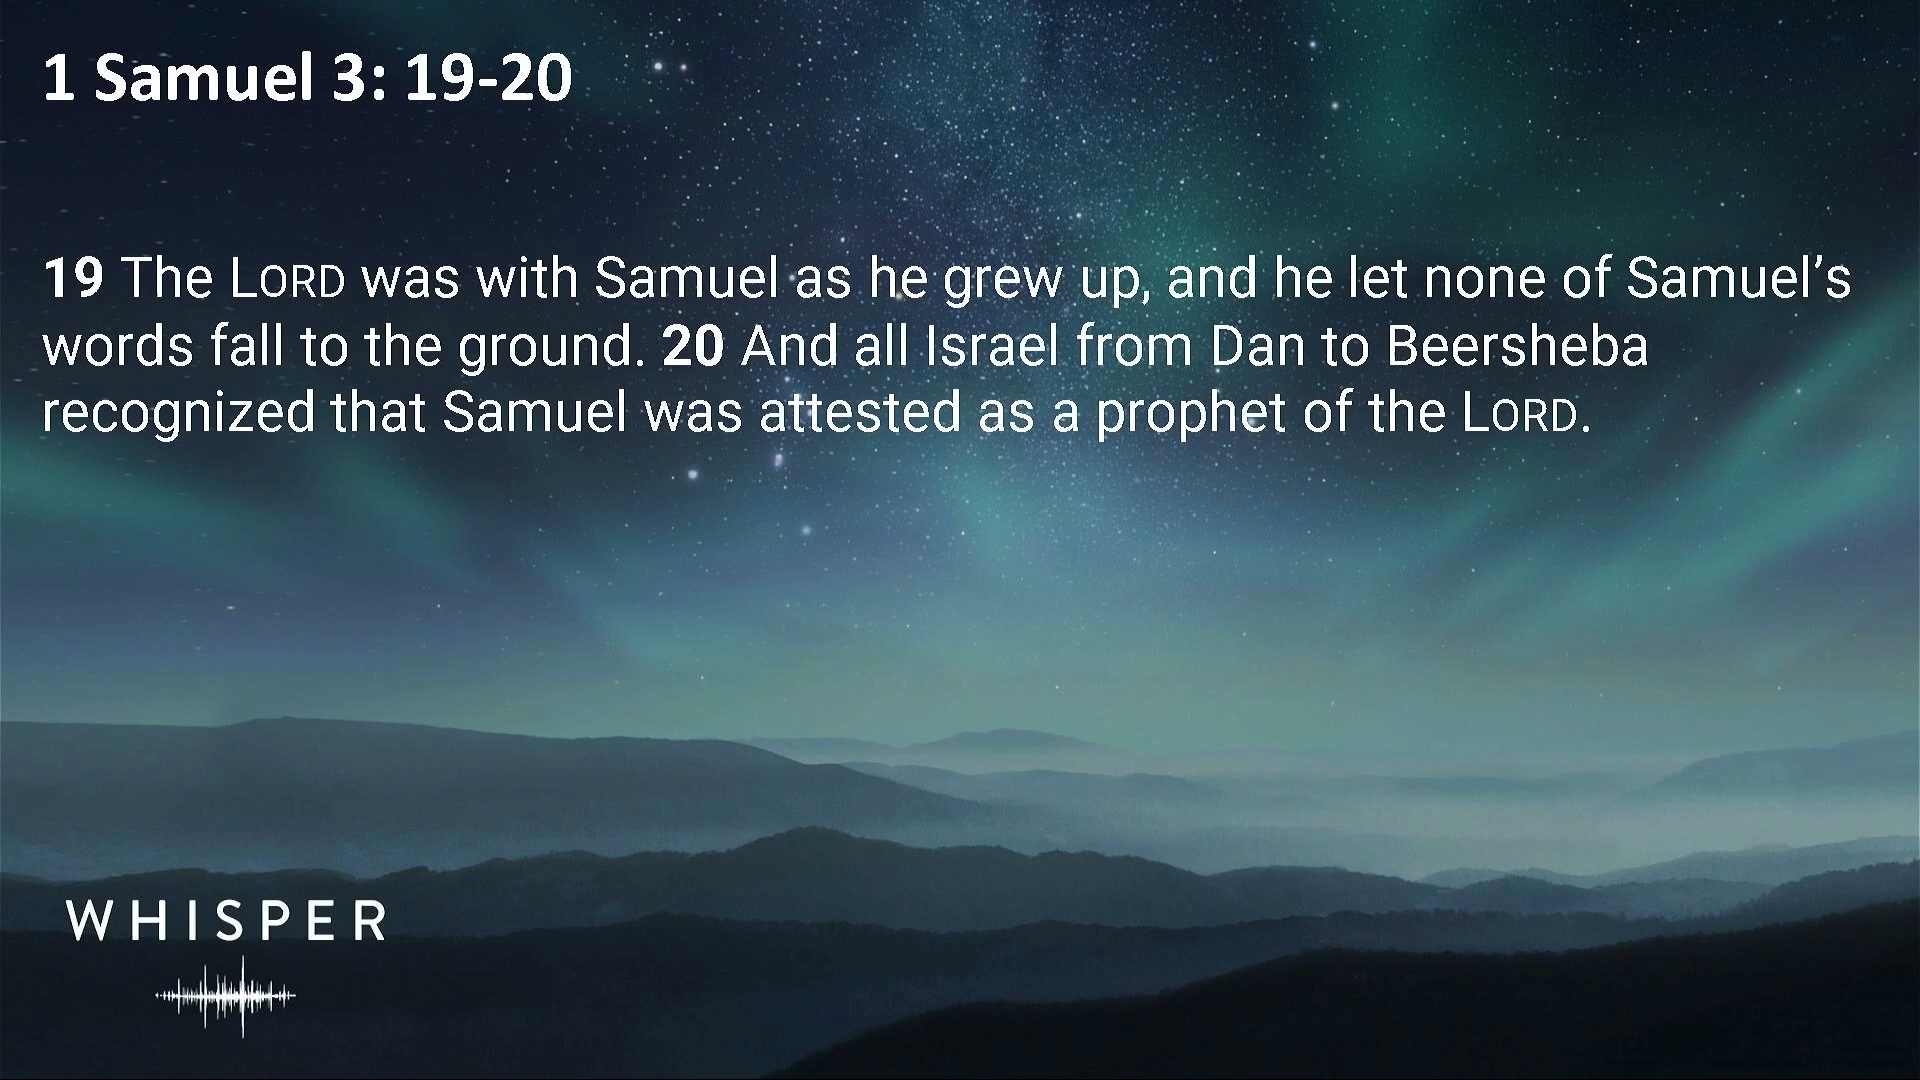 1 Samuel 3: 19-20
19 The LORD was with Samuel as he grew up, and he let none of Samuel’s
words fall to the ground. 20 And all Israel from Dan to Beersheba
recognized that Samuel was attested as a prophet of the LORD.
WHISPER